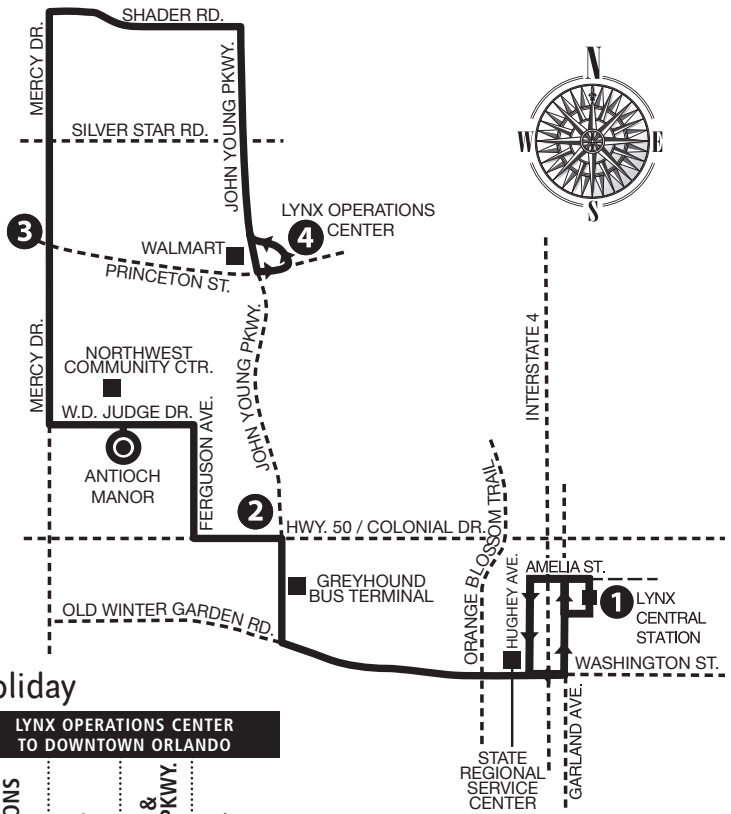 SHADER RD.
MERCY DR.
JOHN YOUNG PKWY.
SILVER STAR RD.
N
W
E
S
LYNX OPERATIONS
CENTER
4
3
WALMART
PRINCETON ST.
INTERSTATE 4
MERCY DR.
NORTHWEST
COMMUNITY CTR.
JOHN YOUNG PKWY.
W.D. JUDGE DR.
FERGUSON AVE.
ANTIOCH
MANOR
2
HWY. 50 / COLONIAL DR.
ORANGE BLOSSOM TRAIL
HUGHEY AVE.
AMELIA ST.
GREYHOUND
BUS TERMINAL
1
LYNX
CENTRAL
STATION
OLD WINTER GARDEN RD.
WASHINGTON ST.
GARLAND AVE.
STATE
REGIONAL
SERVICE
CENTER
oliday
LYNX OPERATIONS CENTER
TO DOWNTOWN ORLANDO
ONS
&
PKWY.